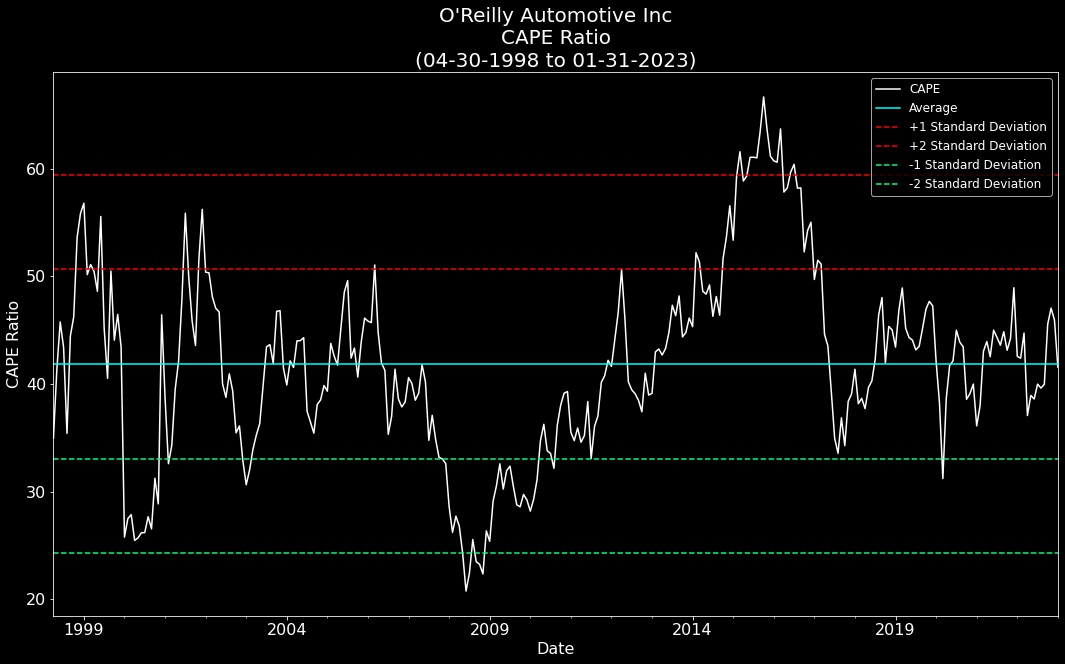 O'Reilly Automotive Inc
CAPE Ratio
(04-30-1998 to 01-31-2023)
CAPE
Average
+1 Standard Deviation
+2 Standard Deviation
-1 Standard Deviation
-2 Standard Deviation
CAPE Ratio
60
50
40
30
20
1999
2004
2009
2014
2019
Date